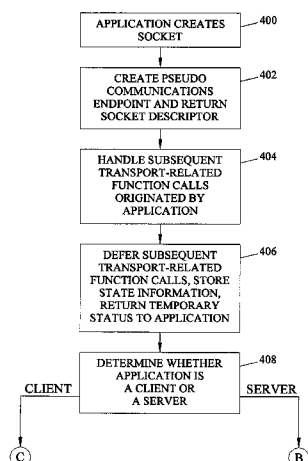 APPLICATION CREATES
SOCKET
400
CREATE PSEUDO
COMMUNICATIONS
ENDPOINT AND RETURN
SOCKET DESCRIPTOR
402
HANDLE SUBSEQUENT
TRANSPORT-RELATED
FUNCTION CALLS
ORIGINATED BY
APPLICATION
404
DEFER SUBSEQUENT
TRANSPORT-RELATED
FUNCTION CALLS, STORE
STATE INFORMATION,
RETURN TEMPORARY
STATUS TO APPLICATION
406
DETERMINE WHETHER
APPLICATION IS
A CLIENT OR
A SERVER
408
CLIENT
SERVER
C
B